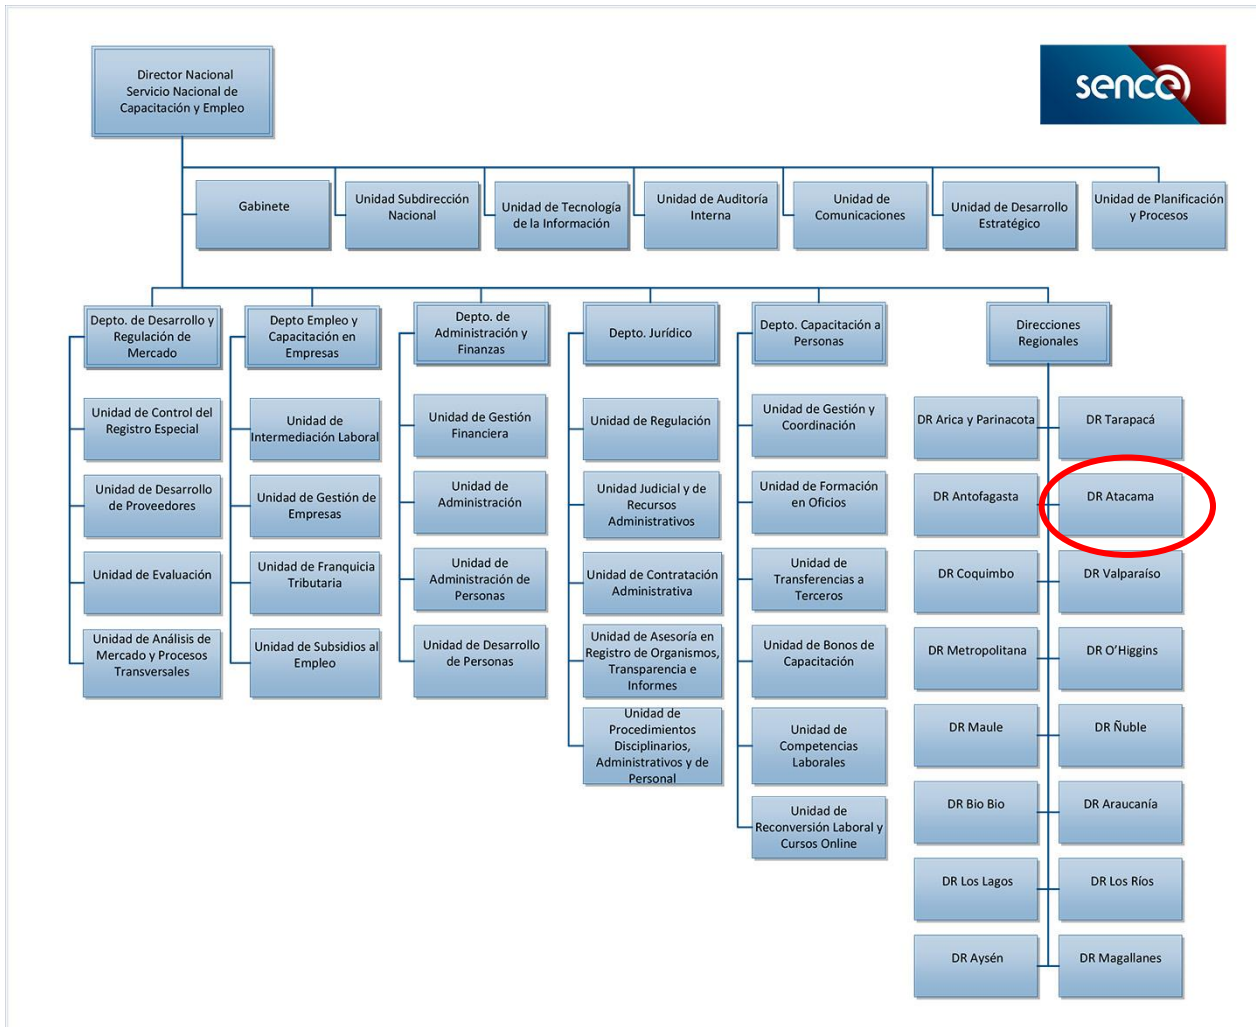 Director Nacional
Servicio Nacional de
Capacitación y Empleo
sence
Gabinete
Unidad Subdirección
Nacional
Unidad de Tecnología
de la Información
Unidad de Auditoría
Interna
Unidad de
Comunicaciones
Unidad de Desarrollo
Estratégico
Unidad de Planificación
y Procesos
Depto. de Desarrollo y
Regulación de
Mercado
Unidad de Control del
Registro Especial
Unidad de Desarrollo
de Proveedores
Unidad de Evaluación
Unidad de Análisis de
Mercado y Procesos
Transversales
Depto Empleo y
Capacitación en
Empresas
Unidad de
Intermediación Laboral
Unidad de Gestión de
Empresas
Unidad de Franquicia
Tributaria
Unidad de Subsidios al
Empleo
Depto. de
Administración y
Finanzas
Unidad de Gestión
Financiera
Unidad de
Administración
Unidad de
Administración de
Personas
Unidad de Desarrollo
de Personas
Depto. Jurídico
Unidad de Regulación
Unidad Judicial y de
Recursos
Administrativos
Unidad de Contratación
Administrativa
Unidad de Asesoría en
Registro de Organismos,
Transparencia e
Informes
Unidad de
Procedimientos
Disciplinarios,
Administrativos y de
Personal
Depto. Capacitación a
Personas
Unidad de Gestión y
Coordinación
Unidad de Formación
en Oficios
Unidad de
Transferencias a
Terceros
Unidad de Bonos de
Capacitación
Unidad de
Competencias
Laborales
Unidad de
Reconversión Laboral y
Cursos Online
Direcciones
Regionales
DR Arica y Parinacota
DR Tarapacá
DR Antofagasta
DR Atacama
DR Coquimbo
DR Valparaíso
DR Metropolitana
DR O’Higgins
DR Maule
DR Ñuble
DR Bio Bio
DR Araucanía
DR Los Lagos
DR Los Ríos
DR Aysén
DR Magallanes